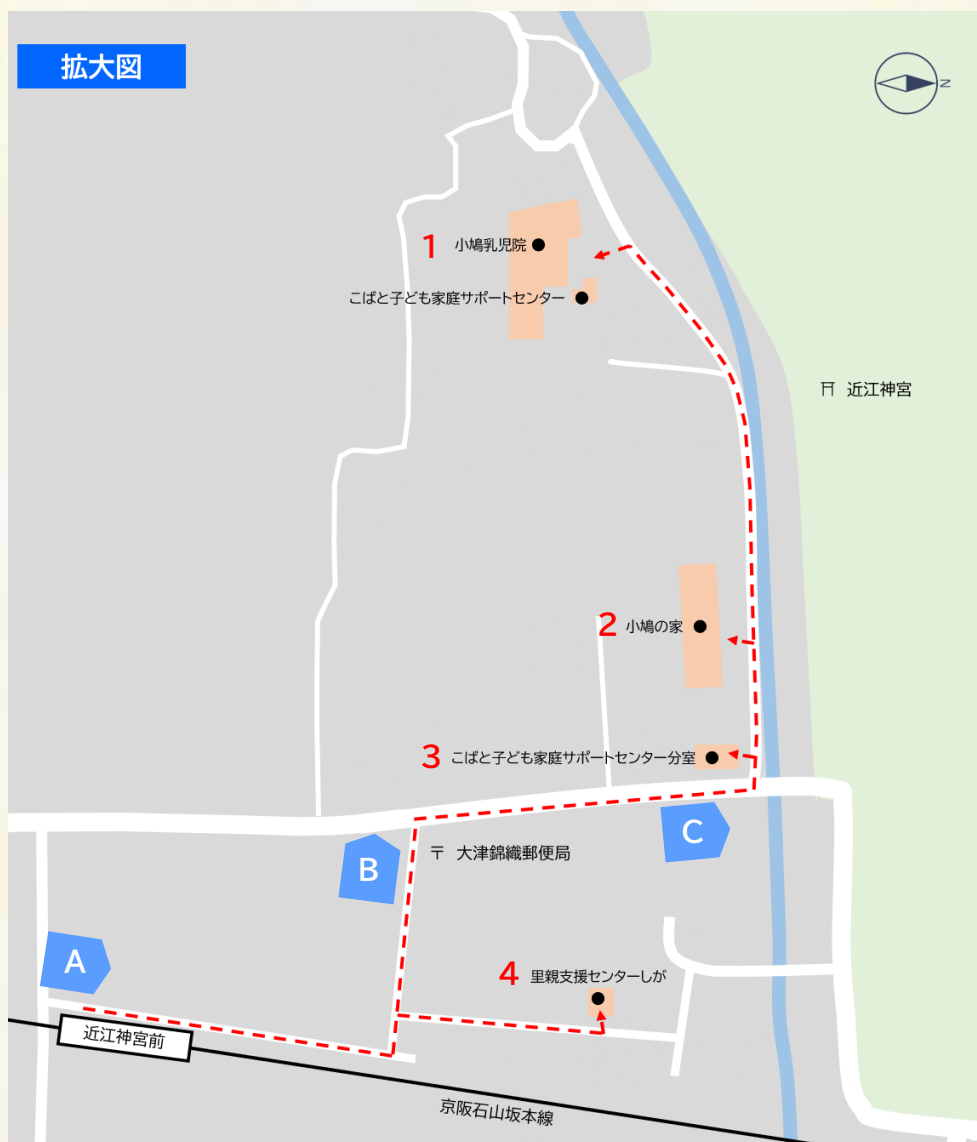 拡大図
N
1 小鳩乳児院
こばと子ども家庭サポートセンター
近江神宮
2 小鳩の家
3 こばと子ども家庭サポートセンター分室
C
B
〒 大津錦織郵便局
A
4 里親支援センターしが
近江神宮前
京阪石山坂本線